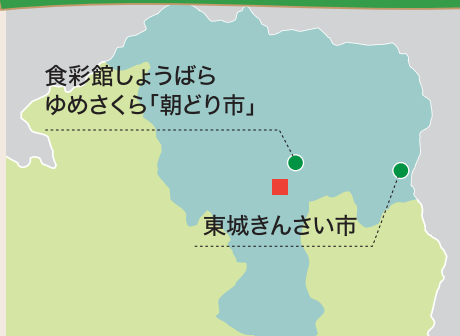 食彩館しょうばら
ゆめさくら「朝どり市」
東城きんさい市